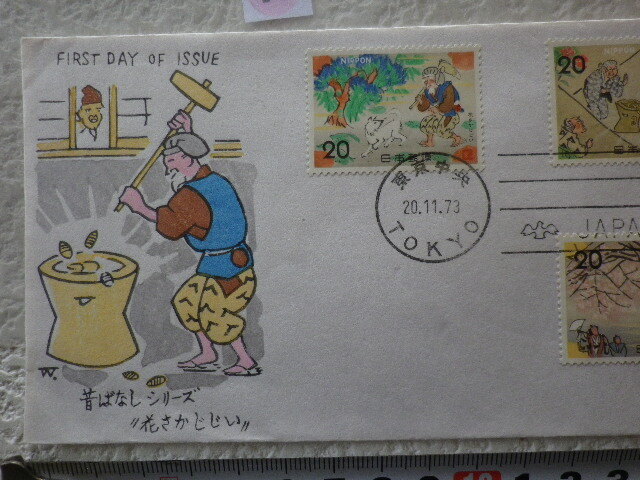 FIRST DAY OF ISSUE
NIPPON
20
日本郵便
20
東京中央
20.11.73
TOKYO
JAPA
20
W.
昔ばなしシリーズ
〃花さかじじい〃